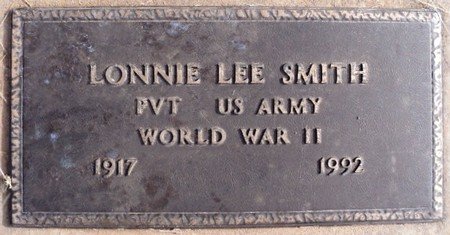 LONNIE LEE SMITH
PVT US ARMY
WORLD WAR II
1917 1992